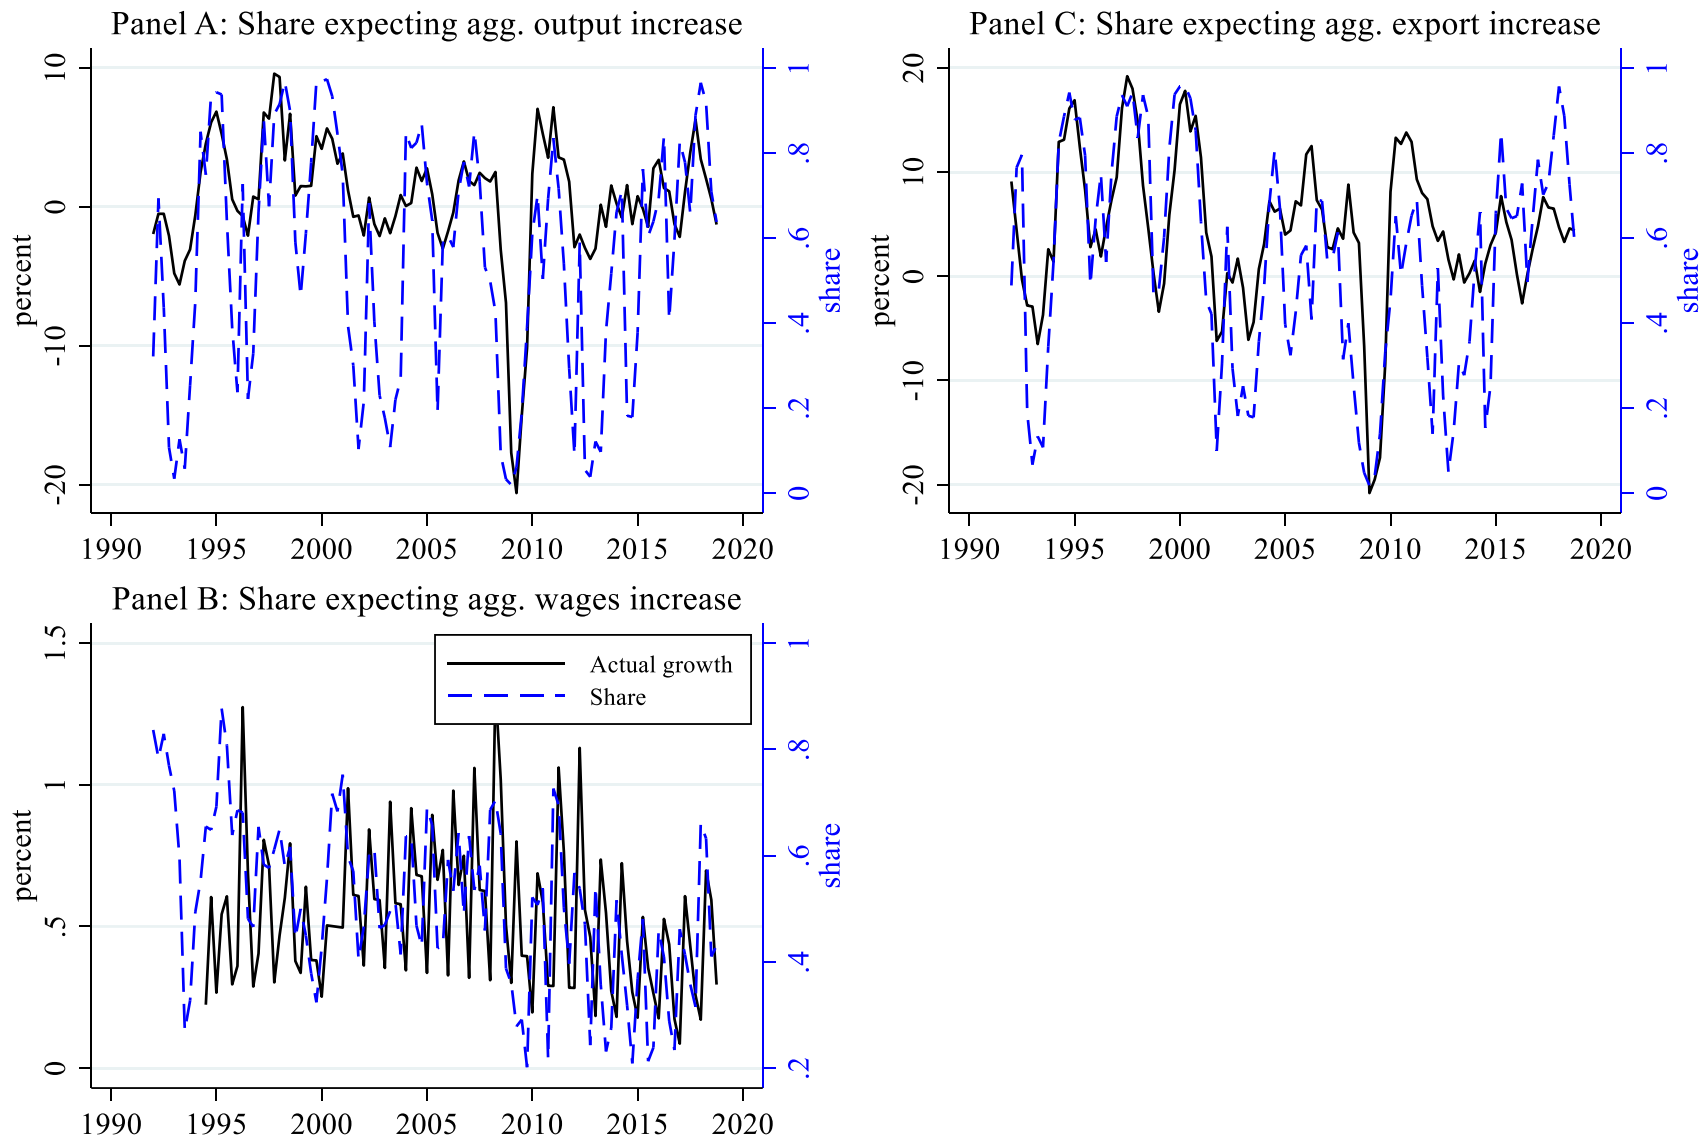 Panel A: Share expecting agg. output increase
10
0
-10
-20
percent
1
.8
.6
.4
.2
0
share
1990 1995 2000 2005 2010 2015 2020
Panel C: Share expecting agg. export increase
20
10
0
-10
-20
percent
1
.8
.6
.4
.2
0
share
1990 1995 2000 2005 2010 2015 2020
Panel B: Share expecting agg. wages increase
1.5
1
.5
0
percent
Actual growth
Share
1
.8
.6
.4
.2
share
1990 1995 2000 2005 2010 2015 2020